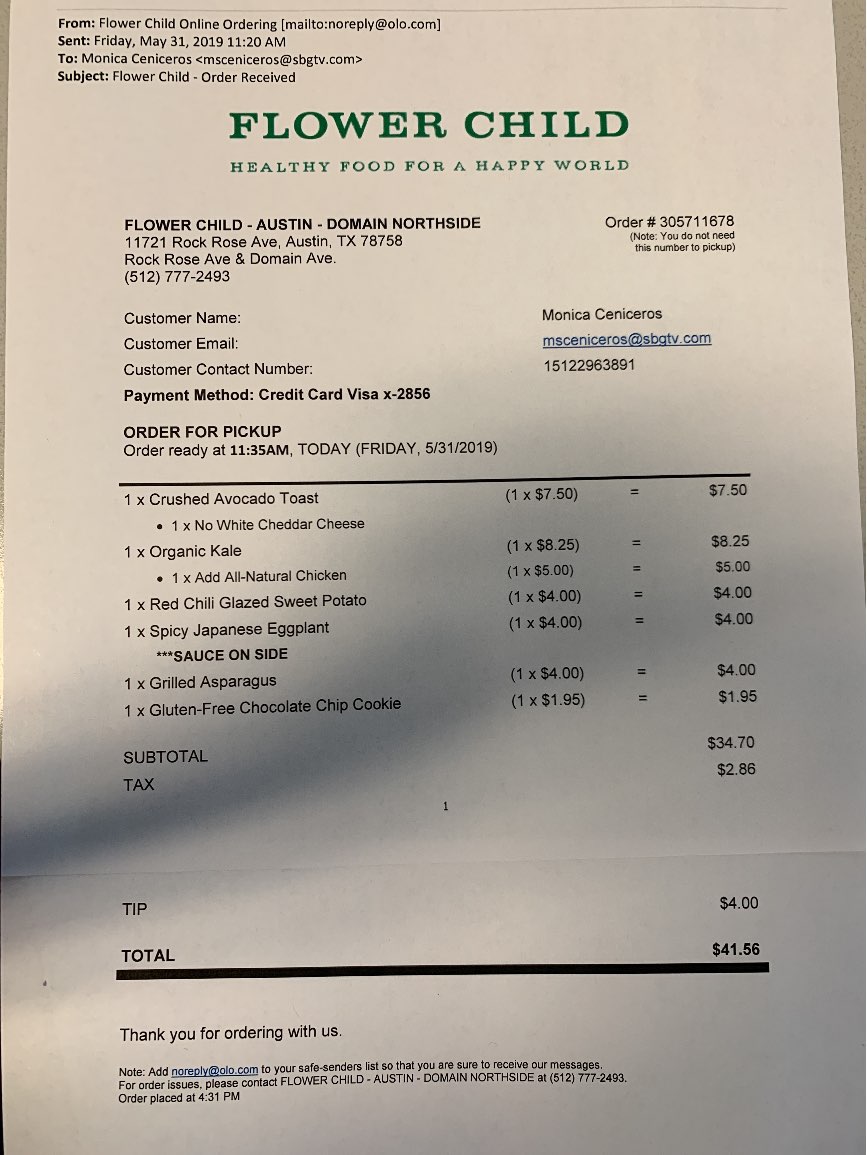 From: Flower Child Online Ordering [mailto:noreply@olo.com]
Sent: Friday, May 31, 2019 11:20 AM
To: Monica Ceniceros <msceniceros@sbgtv.com>
Subject: Flower Child - Order Received
FLOWER CHILD
HEALTHY FOOD FOR A HAPPY WORLD
FLOWER CHILD - AUSTIN - DOMAIN NORTHSIDE
11721 Rock Rose Ave, Austin, TX 78758
Rock Rose Ave & Domain Ave.
(512) 777-2493
Order # 305711678
(Note: You do not need
this number to pickup)
Customer Name: Monica Ceniceros
Customer Email: msceniceros@sbgtv.com
Customer Contact Number: 15122963891
Payment Method: Credit Card Visa x-2856
ORDER FOR PICKUP
Order ready at 11:35AM, TODAY (FRIDAY, 5/31/2019)
1 x Crushed Avocado Toast (1 x $7.50) = $7.50
• 1 x No White Cheddar Cheese
1 x Organic Kale (1 x $8.25) = $8.25
• 1 x Add All-Natural Chicken (1 x $5.00) = $5.00
1 x Red Chili Glazed Sweet Potato (1 x $4.00) = $4.00
1 x Spicy Japanese Eggplant (1 x $4.00) = $4.00
***SAUCE ON SIDE
1 x Grilled Asparagus (1 x $4.00) = $4.00
1 x Gluten-Free Chocolate Chip Cookie (1 x $1.95) = $1.95
SUBTOTAL $34.70
TAX $2.86
1
TIP $4.00
TOTAL $41.56
Thank you for ordering with us.
Note: Add noreply@olo.com to your safe-senders list so that you are sure to receive our messages.
For order issues, please contact FLOWER CHILD - AUSTIN - DOMAIN NORTHSIDE at (512) 777-2493.
Order placed at 4:31 PM